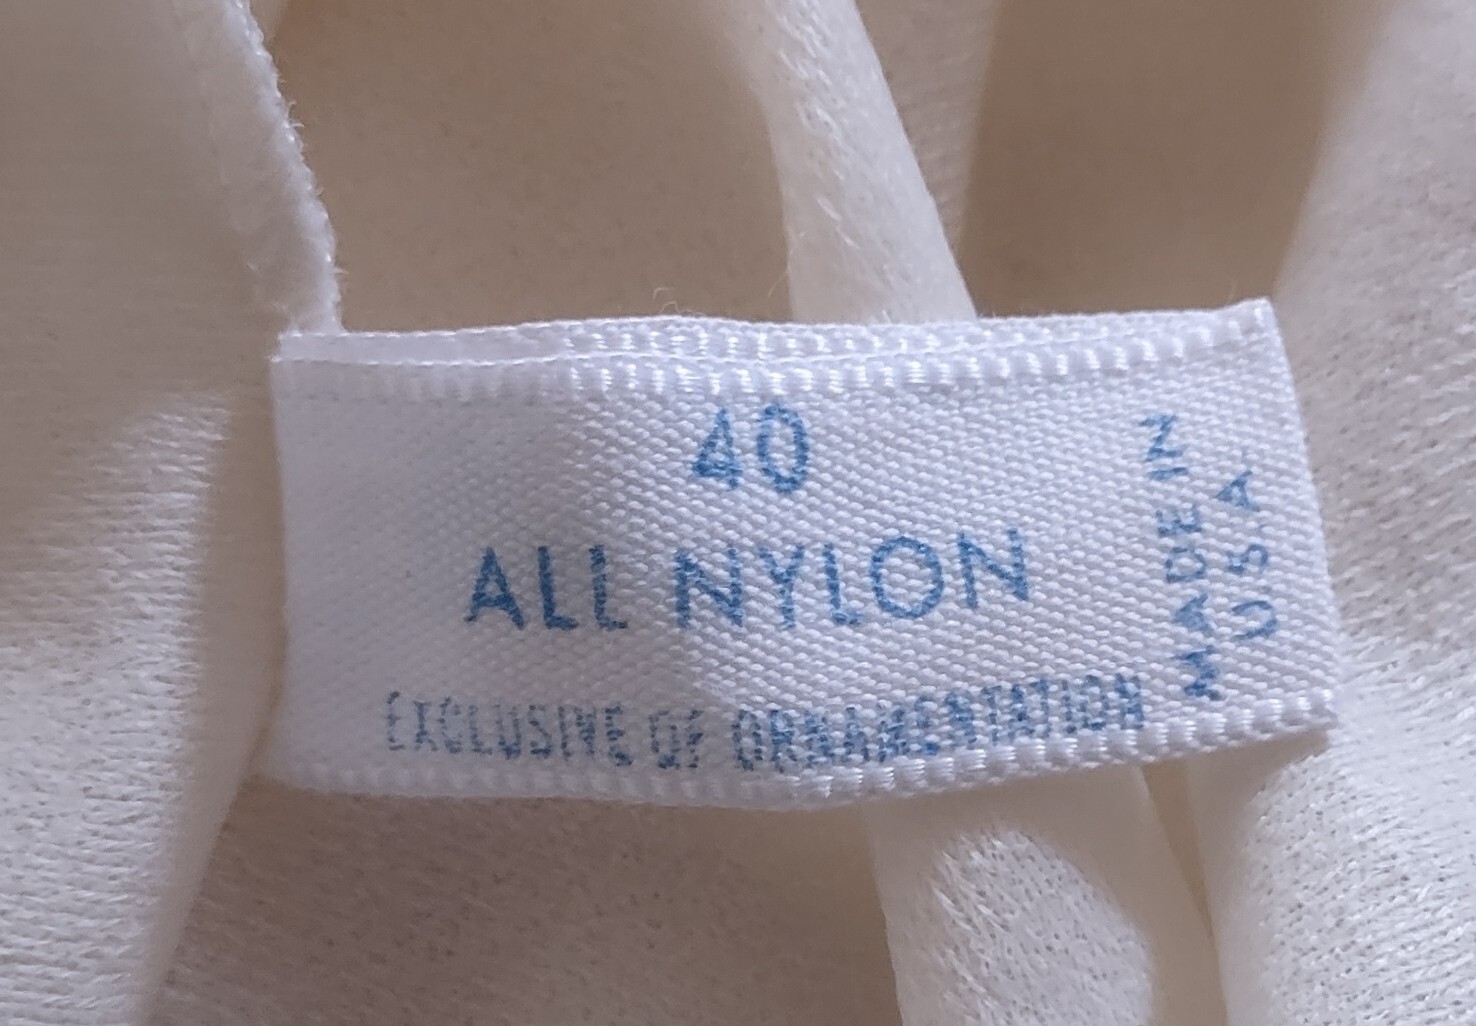 40
ALL NYLON
EXCLUSIVE OF ORNAMENTATION
MADE IN
U.S.A.